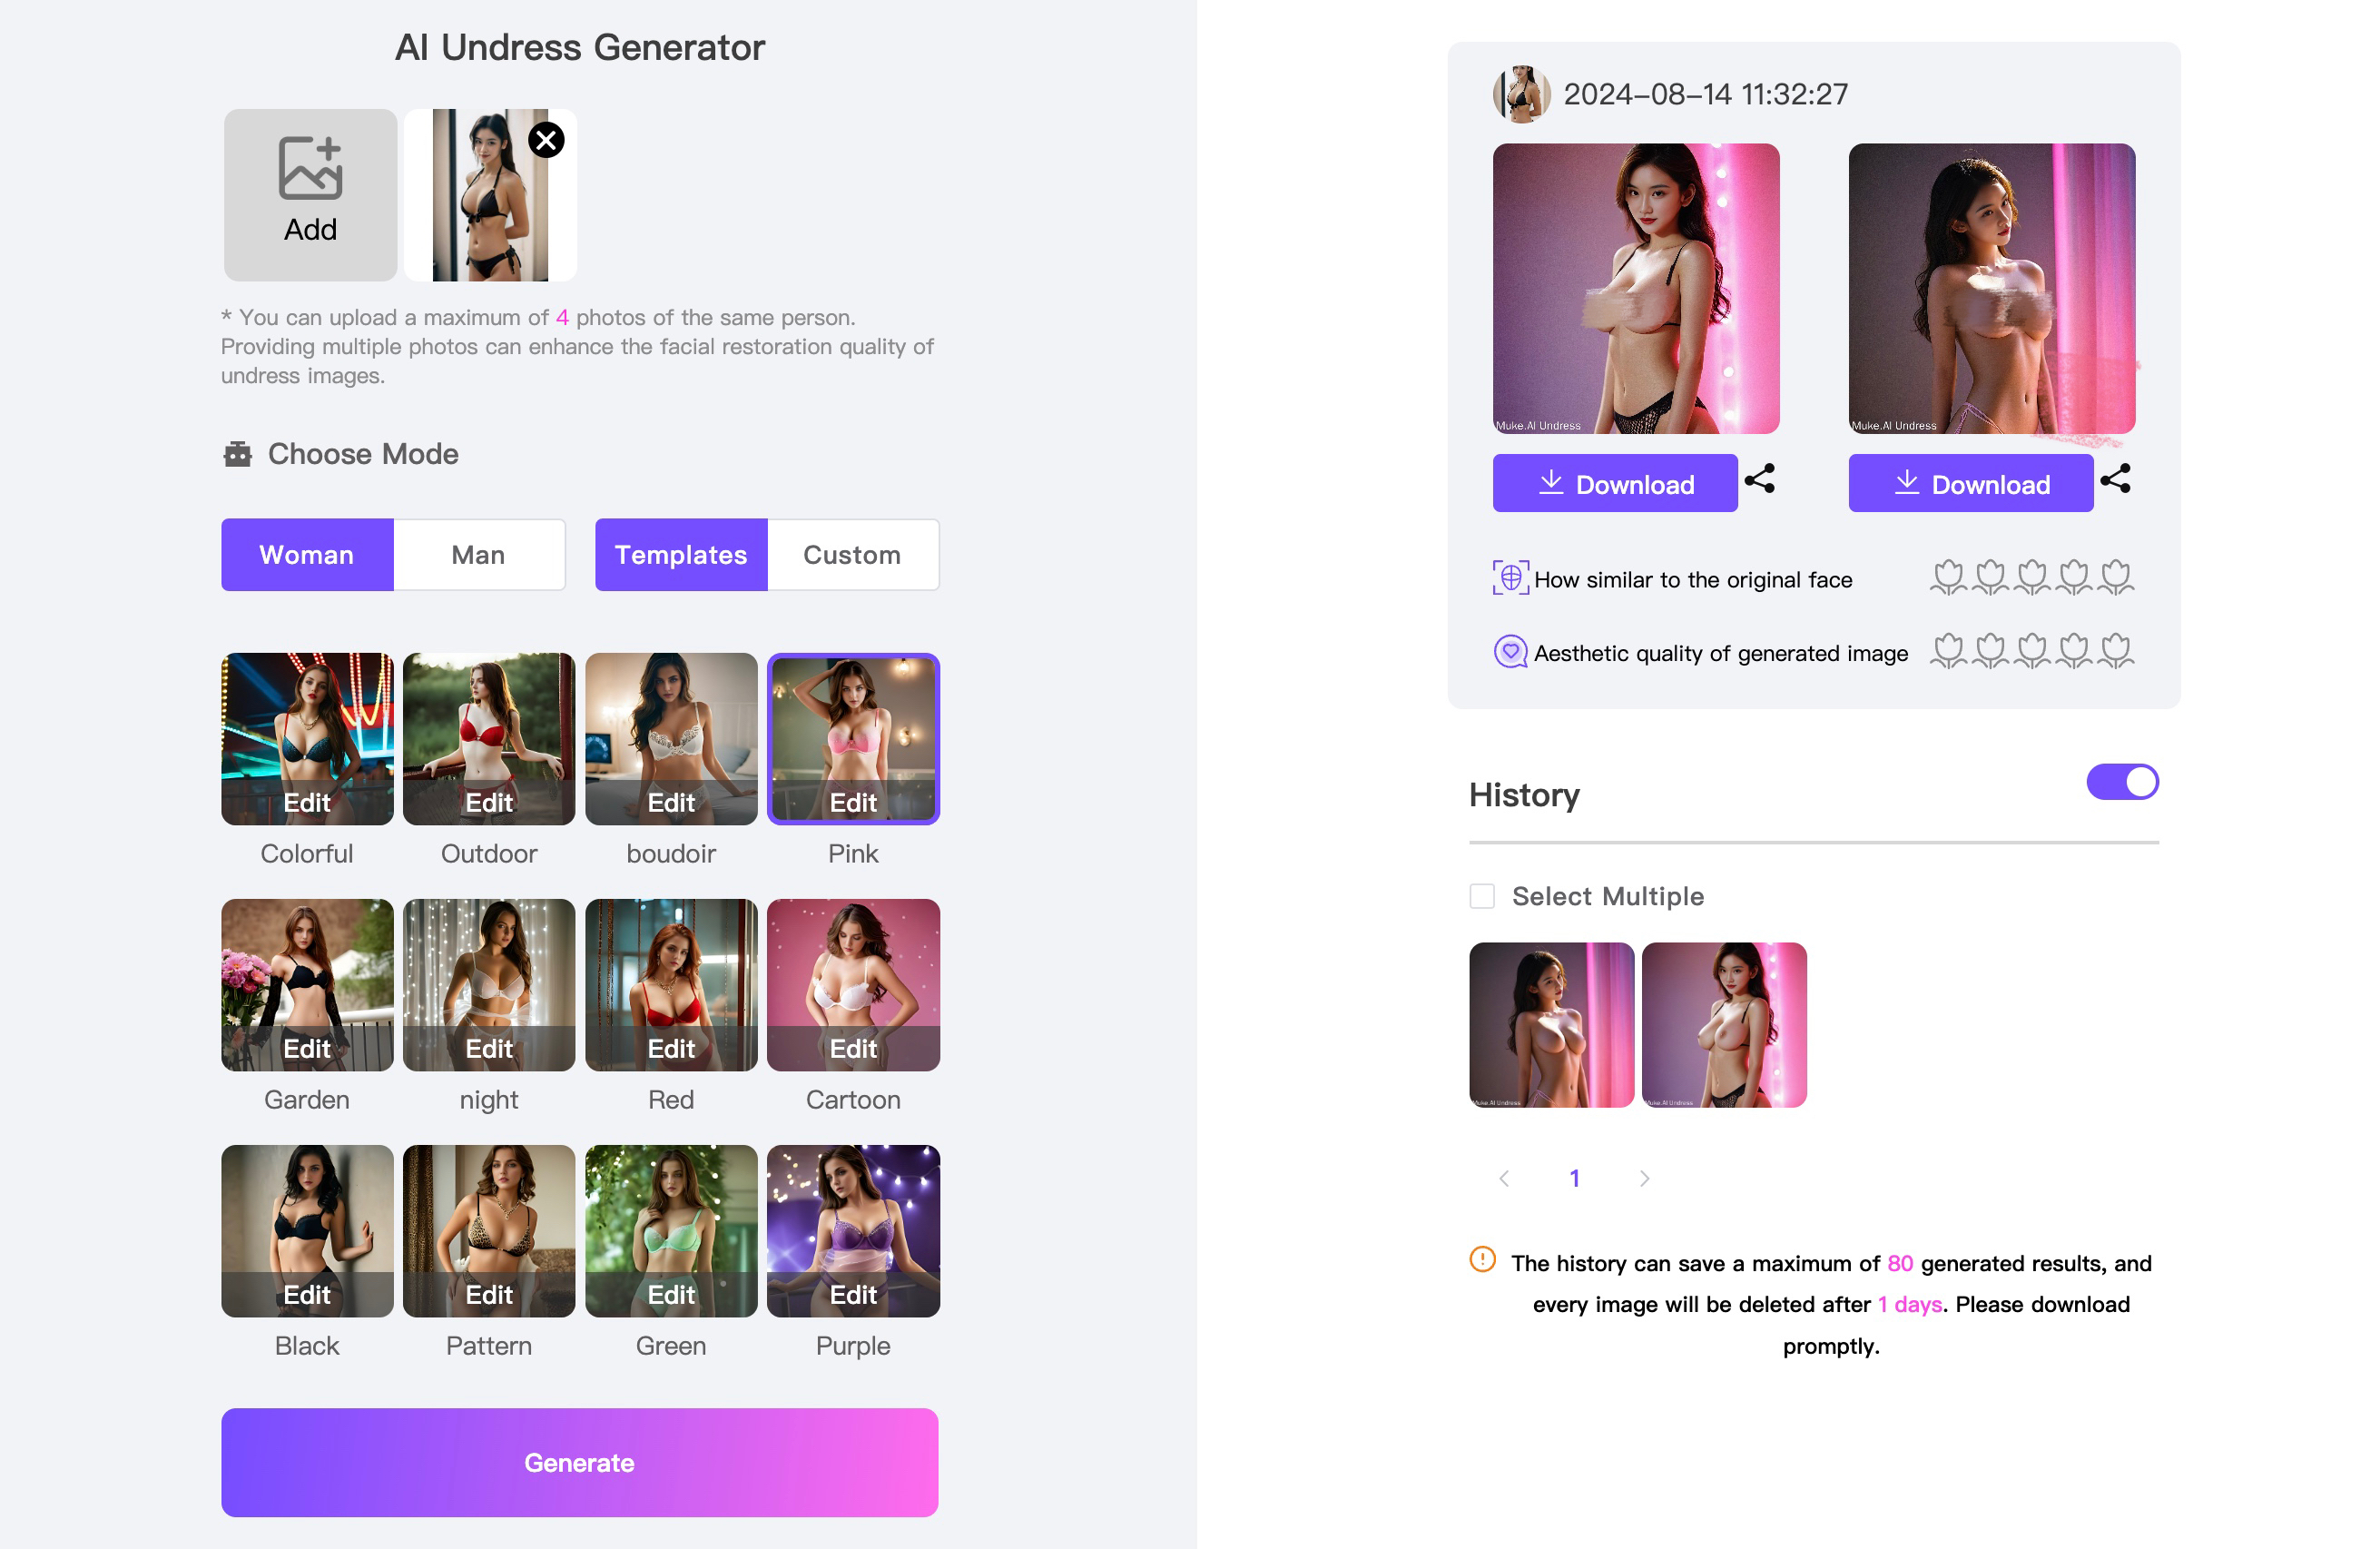 AI Undress Generator
Add
* You can upload a maximum of 4 photos of the same person.
Providing multiple photos can enhance the facial restoration quality of
undress images.
Choose Mode
Woman
Man
Templates
Custom
Edit
Edit
Edit
Edit
Colorful
Outdoor
boudoir
Pink
Edit
Edit
Edit
Edit
Garden
night
Red
Cartoon
Edit
Edit
Edit
Edit
Black
Pattern
Green
Purple
Generate
2024-08-14 11:32:27
Muke.AI Undress
Muke.AI Undress
Download
Download
How similar to the original face
Aesthetic quality of generated image
History
Select Multiple
Muke.AI Undress
Muke.AI Undress
1
The history can save a maximum of 80 generated results, and
every image will be deleted after 1 days. Please download
promptly.